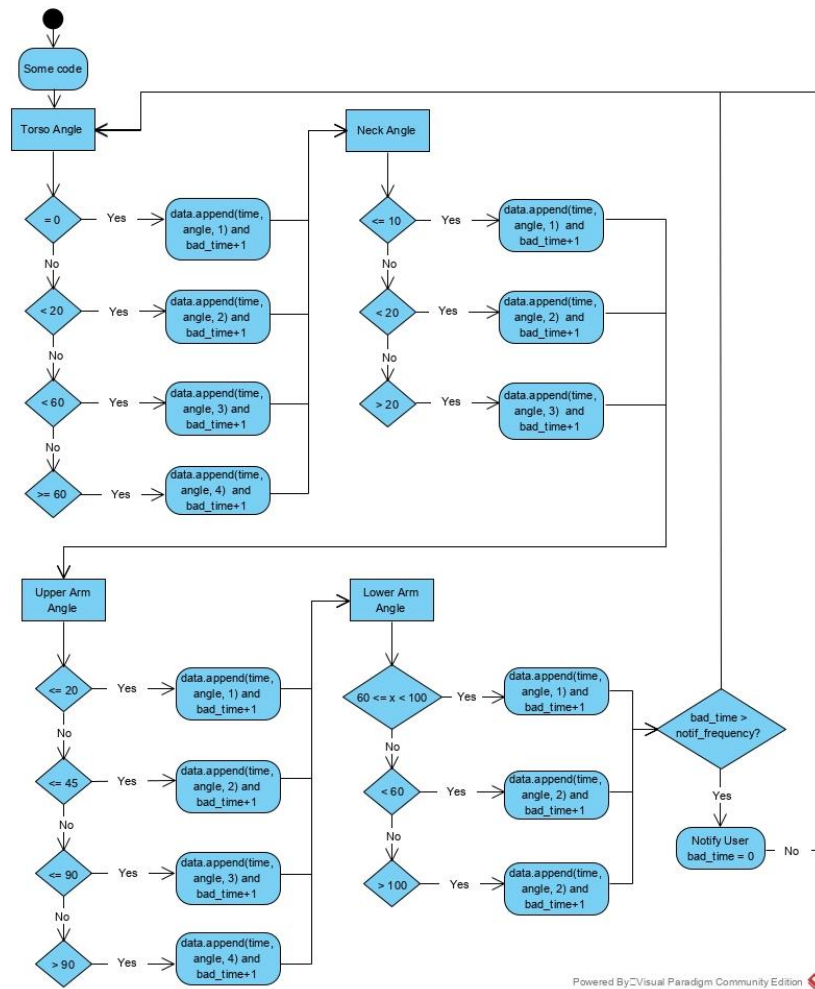 Some code
Torso Angle
= 0
Yes
data.append(time,
angle, 1) and
bad_time+1
No
< 20
Yes
data.append(time,
angle, 2) and
bad_time+1
No
< 60
Yes
data.append(time,
angle, 3) and
bad_time+1
No
>= 60
Yes
data.append(time,
angle, 4)  and
bad_time+1
Neck Angle
<= 10
Yes
data.append(time,
angle, 1)  and
bad_time+1
No
< 20
Yes
data.append(time,
angle, 2)  and
bad_time+1
No
> 20
Yes
data.append(time,
angle, 3)  and
bad_time+1
Upper Arm
Angle
<= 20
Yes
data.append(time,
angle, 1) and
bad_time+1
No
<= 45
Yes
data.append(time,
angle, 2) and
bad_time+1
No
<= 90
Yes
data.append(time,
angle, 3) and
bad_time+1
No
> 90
Yes
data.append(time,
angle, 4) and
bad_time+1
Lower Arm
Angle
60 <= x < 100
Yes
data.append(time,
angle, 1) and
bad_time+1
No
< 60
Yes
data.append(time,
angle, 2) and
bad_time+1
No
> 100
Yes
data.append(time,
angle, 2) and
bad_time+1
bad_time >
notif_frequency?
Yes
Notify User
bad_time = 0
No
Powered By Visual Paradigm Community Edition